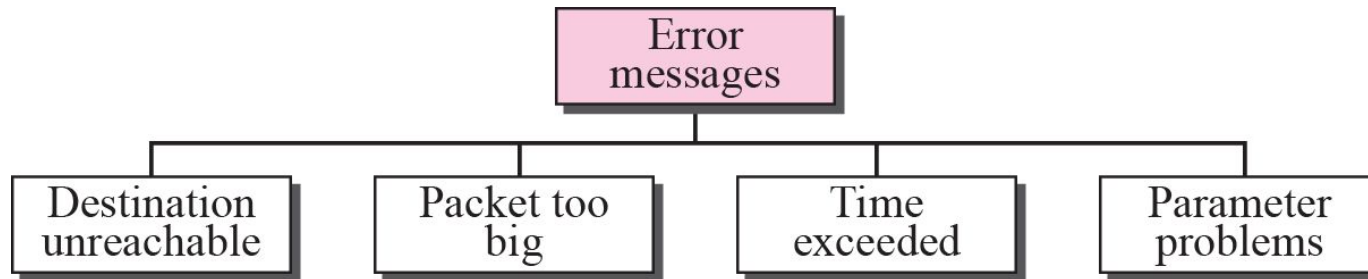 Error
messages
Destination
unreachable
Packet too
big
Time
exceeded
Parameter
problems